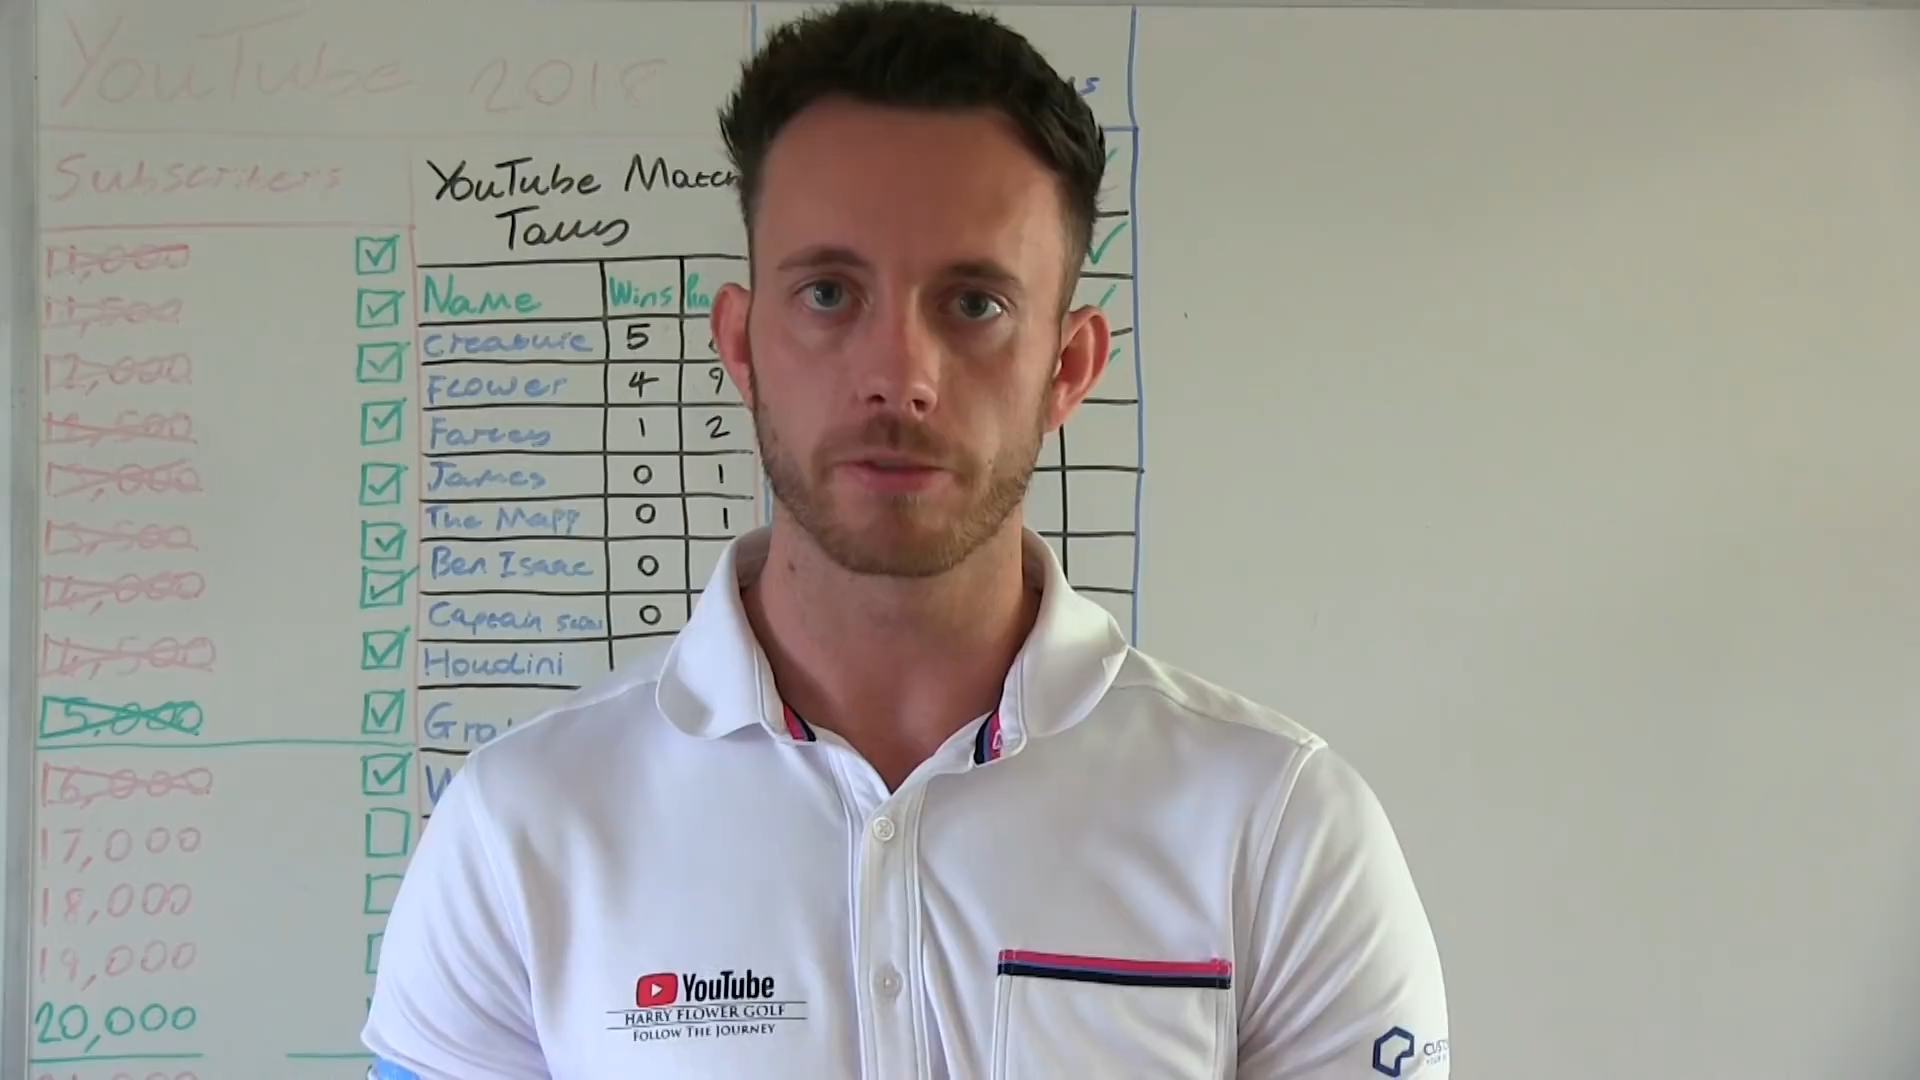 YouTube 2018
Subscribers
11,000
11,500
12,000
12,500
13,000
13,500
14,000
14,500
15,000
16,000
17,000
18,000
19,000
20,000
YouTube Match
Name Wins
Creature 5
Flower 4 9
1 2
James 0 1
The Mapp 0 1
Ben Isaac 0
Captain 0
Houdini
YouTube
HARRY FLOWER GOLF
FOLLOW THE JOURNEY